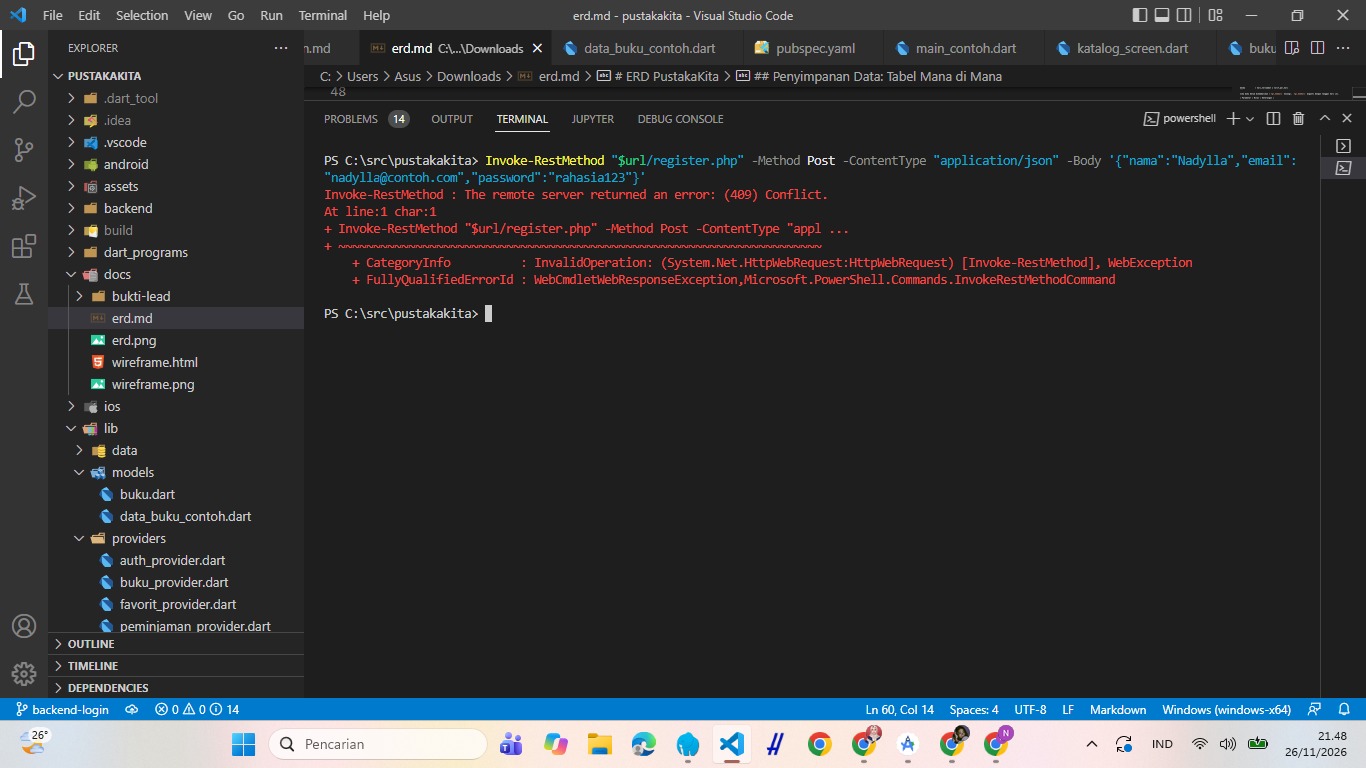 File Edit Selection View Go Run Terminal Help
erd.md - pustakakita - Visual Studio Code
EXPLORER
n.md
erd.md C:\...\Downloads
data_buku_contoh.dart
pubspec.yaml
main_contoh.dart
katalog_screen.dart
buku
C: > Users > Asus > Downloads > erd.md > # ERD PustakaKita > ## Penyimpanan Data: Tabel Mana di Mana
48
PUSTAKAKITA
.dart_tool
.idea
.vscode
android
assets
backend
build
dart_programs
docs
bukti-lead
erd.md
erd.png
wireframe.html
wireframe.png
ios
lib
data
models
buku.dart
data_buku_contoh.dart
providers
auth_provider.dart
buku_provider.dart
favorit_provider.dart
peminjaman_provider.dart
OUTLINE
TIMELINE
DEPENDENCIES
PROBLEMS 14 OUTPUT TERMINAL JUPYTER DEBUG CONSOLE
powershell
PS C:\src\pustakakita> Invoke-RestMethod "$url/register.php" -Method Post -ContentType "application/json" -Body '{"nama":"Nadylla","email":
"nadylla@contoh.com","password":"rahasia123"}'
Invoke-RestMethod : The remote server returned an error: (409) Conflict.
At line:1 char:1
+ Invoke-RestMethod "$url/register.php" -Method Post -ContentType "appl ...
+ ~~~~~~~~~~~~~~~~~~~~~~~~~~~~~~~~~~~~~~~~~~~~~~~~~~~~~~~~~~~~~~~~~~~~~
+ CategoryInfo : InvalidOperation: (System.Net.HttpWebRequest:HttpWebRequest) [Invoke-RestMethod], WebException
+ FullyQualifiedErrorId : WebCmdletWebResponseException,Microsoft.PowerShell.Commands.InvokeRestMethodCommand
PS C:\src\pustakakita>
backend-login 0 0 14
Ln 60, Col 14 Spaces: 4 UTF-8 LF Markdown Windows (windows-x64)
26°
Pencarian
N
IND
21.48
26/11/2026